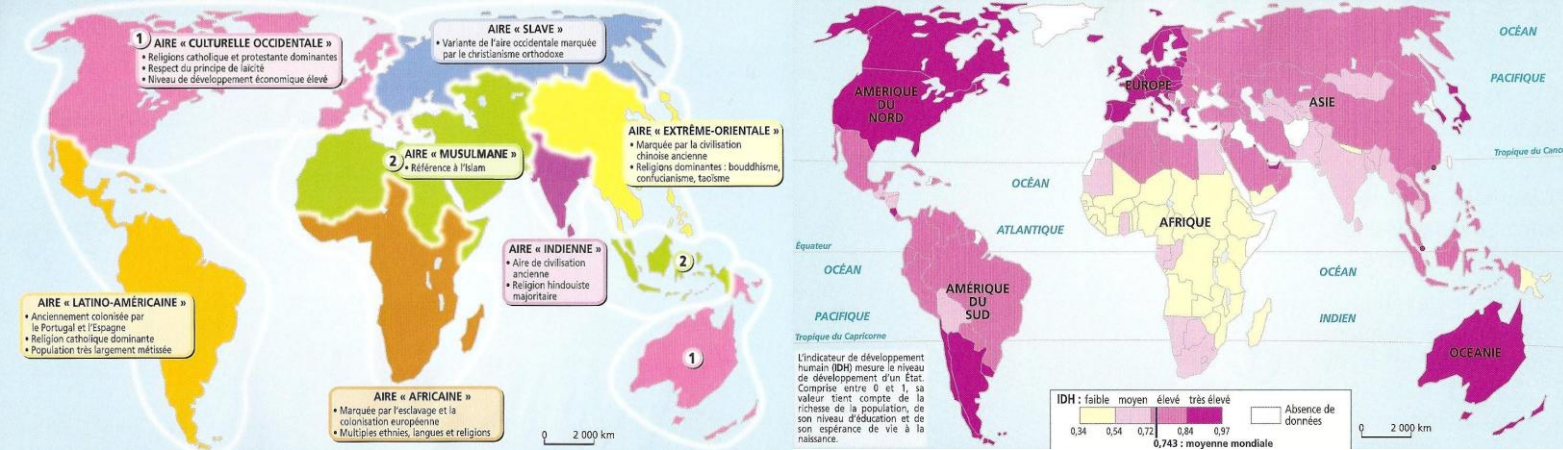 1 AIRE « CULTURELLE OCCIDENTALE »
• Religions catholique et protestante dominantes
• Respect du principe de laïcité
• Niveau de développement économique élevé
AIRE « SLAVE »
• Variante de l'aire occidentale marquée
par le christianisme orthodoxe
2 AIRE « MUSULMANE »
• Référence à l'Islam
AIRE « EXTRÊME-ORIENTALE »
• Marquée par la civilisation
chinoise ancienne
• Religions dominantes : bouddhisme,
confucianisme, taoïsme
AIRE « INDIENNE »
• Aire de civilisation
ancienne
• Religion hindouiste
majoritaire
2
AIRE « LATINO-AMÉRICAINE »
• Anciennement colonisée par
le Portugal et l'Espagne
• Religion catholique dominante
• Population très largement métissée
1
AIRE « AFRICAINE »
• Marquée par l'esclavage et la
colonisation européenne
• Multiples ethnies, langues et religions
0 2 000 km
OCÉAN
PACIFIQUE
AMÉRIQUE
DU
NORD
EUROPE
ASIE
Tropique du Canc
OCÉAN
ATLANTIQUE
AFRIQUE
Équateur
OCÉAN
PACIFIQUE
AMÉRIQUE
DU
SUD
OCÉAN
INDIEN
Tropique du Capricorne
OCÉANIE
L'indicateur de développement
humain (IDH) mesure le niveau
de développement d'un État.
Comprise entre 0 et 1, sa
valeur tient compte de la
richesse de la population, de
son niveau d'éducation et de
son espérance de vie à la
naissance.
IDH : faible moyen élevé très élevé
0,34 0,54 0,72 0,84 0,97
0,743 : moyenne mondiale
Absence de
données
0 2 000 km